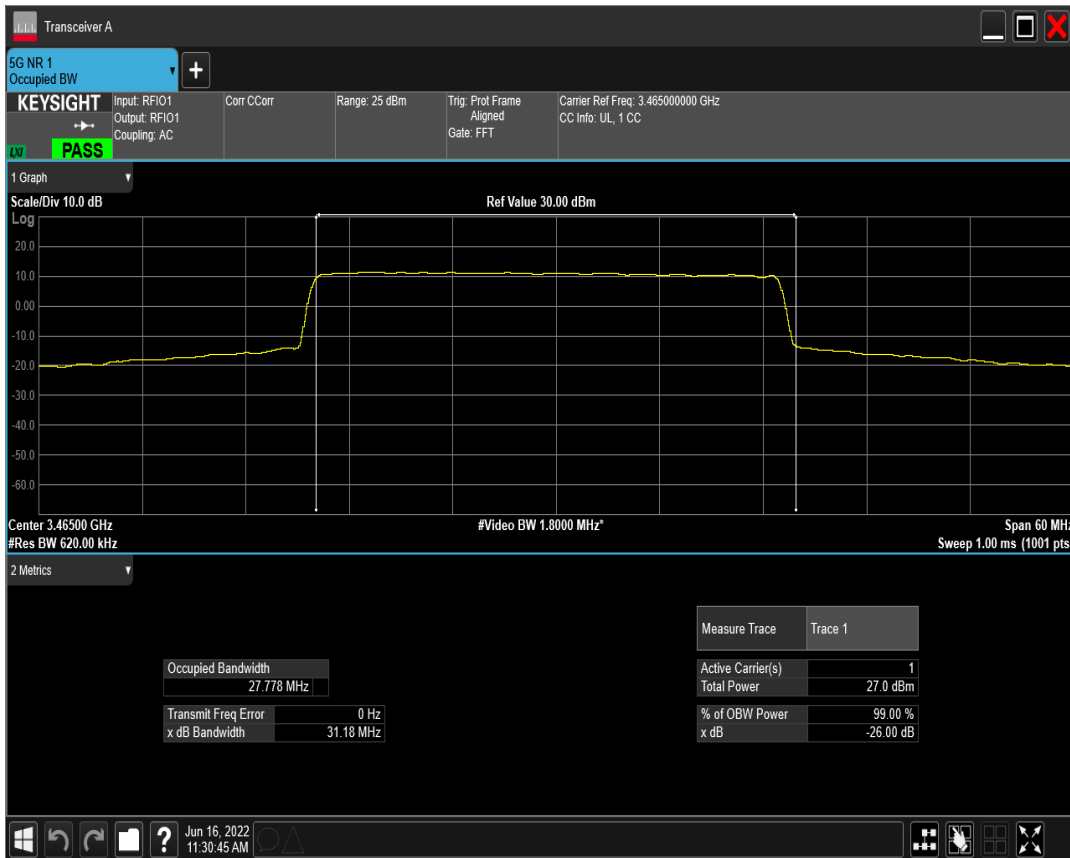 Transceiver A
5G NR 1
Occupied BW
+
KEYSIGHT
LXI
PASS
Input: RFIO1
Output: RFIO1
Coupling: AC
Corr CCorr
Range: 25 dBm
Trig: Prot Frame
Aligned
Gate: FFT
Carrier Ref Freq: 3.465000000 GHz
CC Info: UL, 1 CC
1 Graph
Scale/Div 10.0 dB
Ref Value 30.00 dBm
Log
20.0
10.0
0.00
-10.0
-20.0
-30.0
-40.0
-50.0
-60.0
Center 3.46500 GHz
#Video BW 1.8000 MHz*
Span 60 MHz
#Res BW 620.00 kHz
Sweep 1.00 ms (1001 pts
2 Metrics
Measure Trace Trace 1
Occupied Bandwidth
27.778 MHz
Active Carrier(s) 1
Total Power 27.0 dBm
Transmit Freq Error 0 Hz
x dB Bandwidth 31.18 MHz
% of OBW Power 99.00 %
x dB -26.00 dB
?
Jun 16, 2022
11:30:45 AM